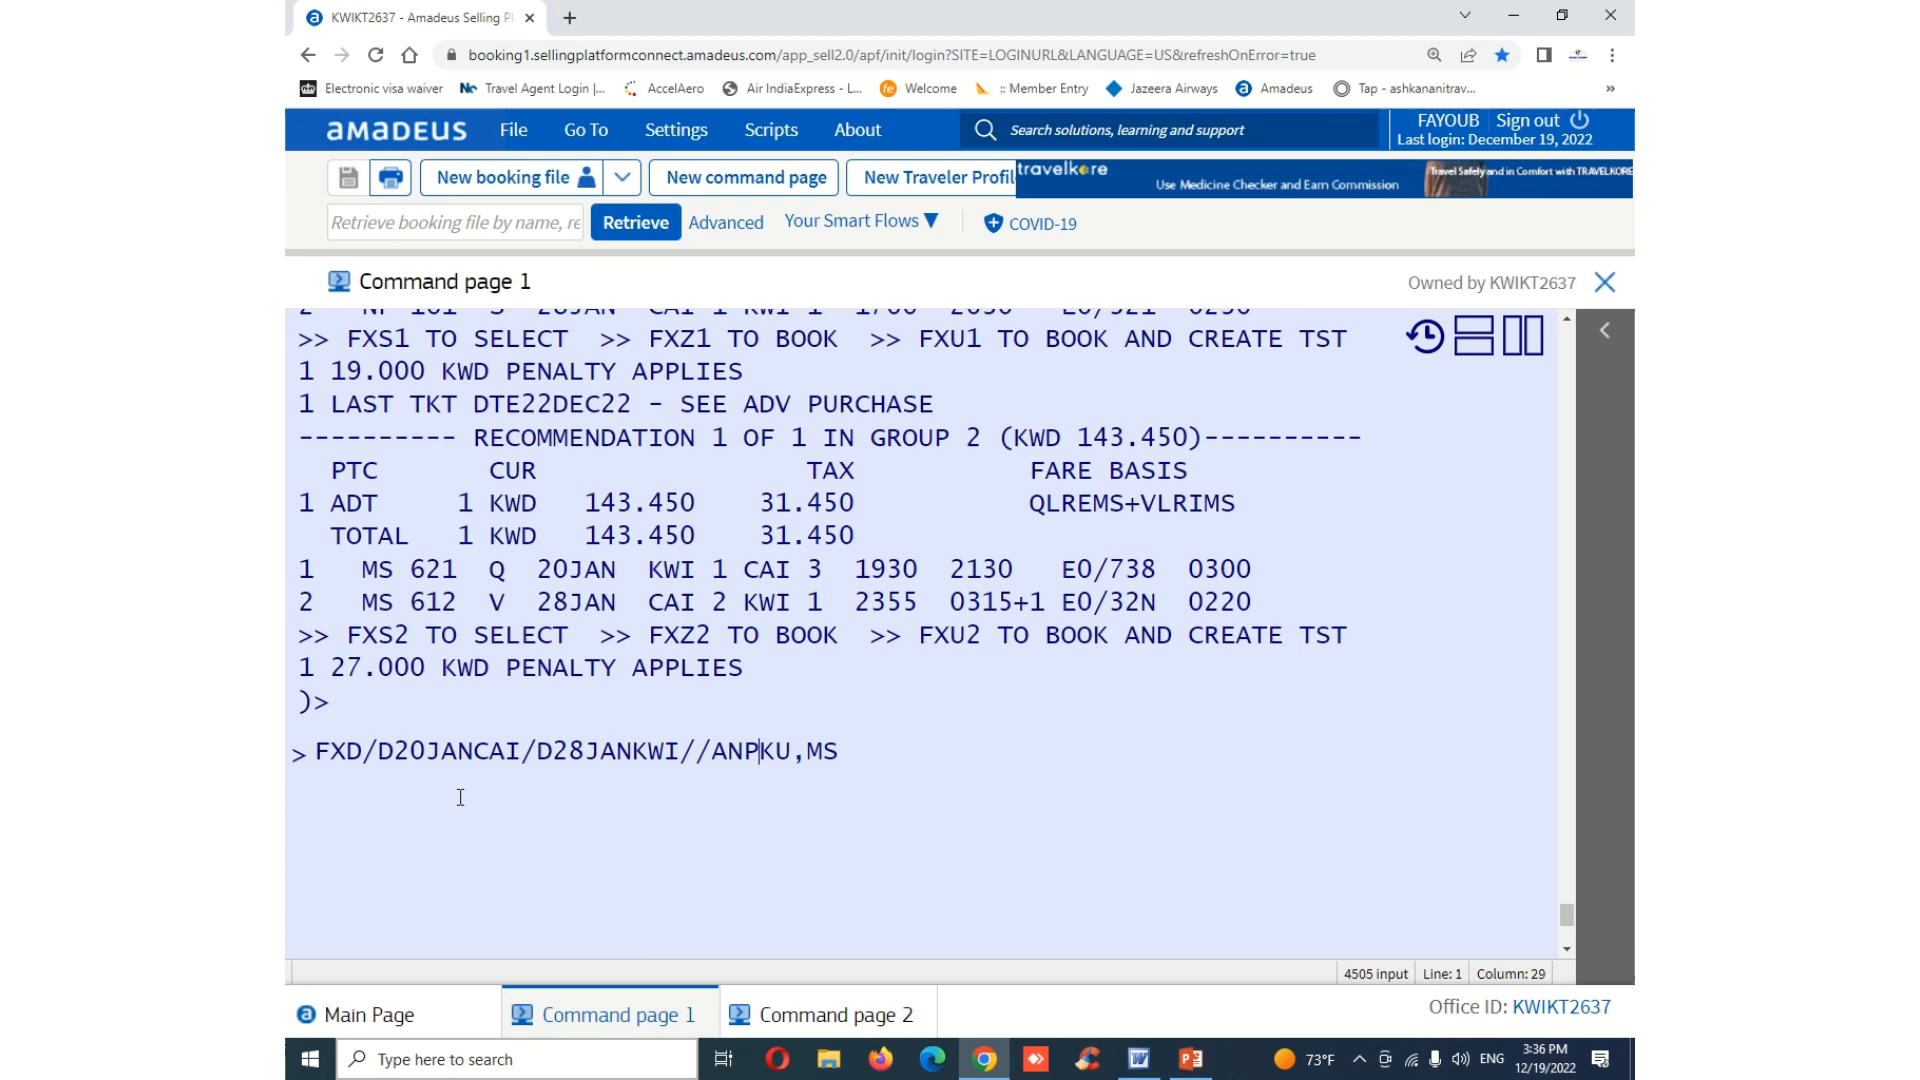 KWIKT2637 - Amadeus Selling Pl
booking1.sellingplatformconnect.amadeus.com/app_sell2.0/apf/init/login?SITE=LOGINURL&LANGUAGE=US&refreshOnError=true
Electronic visa waiver Travel Agent Login |... AccelAero Air IndiaExpress - L... Welcome :: Member Entry Jazeera Airways Amadeus Tap - ashkananitrav... »
amadeus File Go To Settings Scripts About Search solutions, learning and support FAYOUB Sign out
Last login: December 19, 2022
New booking file New command page New Traveler Profil travelkore Use Medicine Checker and Earn Commission Travel Safely and in Comfort with TRAVELKORE
Retrieve booking file by name, re Retrieve Advanced Your Smart Flows COVID-19
Command page 1 Owned by KWIKT2637
>> FXS1 TO SELECT >> FXZ1 TO BOOK >> FXU1 TO BOOK AND CREATE TST
1 19.000 KWD PENALTY APPLIES
1 LAST TKT DTE22DEC22 - SEE ADV PURCHASE
---------- RECOMMENDATION 1 OF 1 IN GROUP 2 (KWD 143.450)----------
PTC CUR TAX FARE BASIS
1 ADT 1 KWD 143.450 31.450 QLREMS+VLRIMS
TOTAL 1 KWD 143.450 31.450
1 MS 621 Q 20JAN KWI 1 CAI 3 1930 2130 E0/738 0300
2 MS 612 V 28JAN CAI 2 KWI 1 2355 0315+1 E0/32N 0220
>> FXS2 TO SELECT >> FXZ2 TO BOOK >> FXU2 TO BOOK AND CREATE TST
1 27.000 KWD PENALTY APPLIES
)>
> FXD/D20JANCAI/D28JANKWI//ANPKU,MS
4505 input Line: 1 Column: 29
Main Page Command page 1 Command page 2 Office ID: KWIKT2637
Type here to search 73°F ENG 3:36 PM
12/19/2022